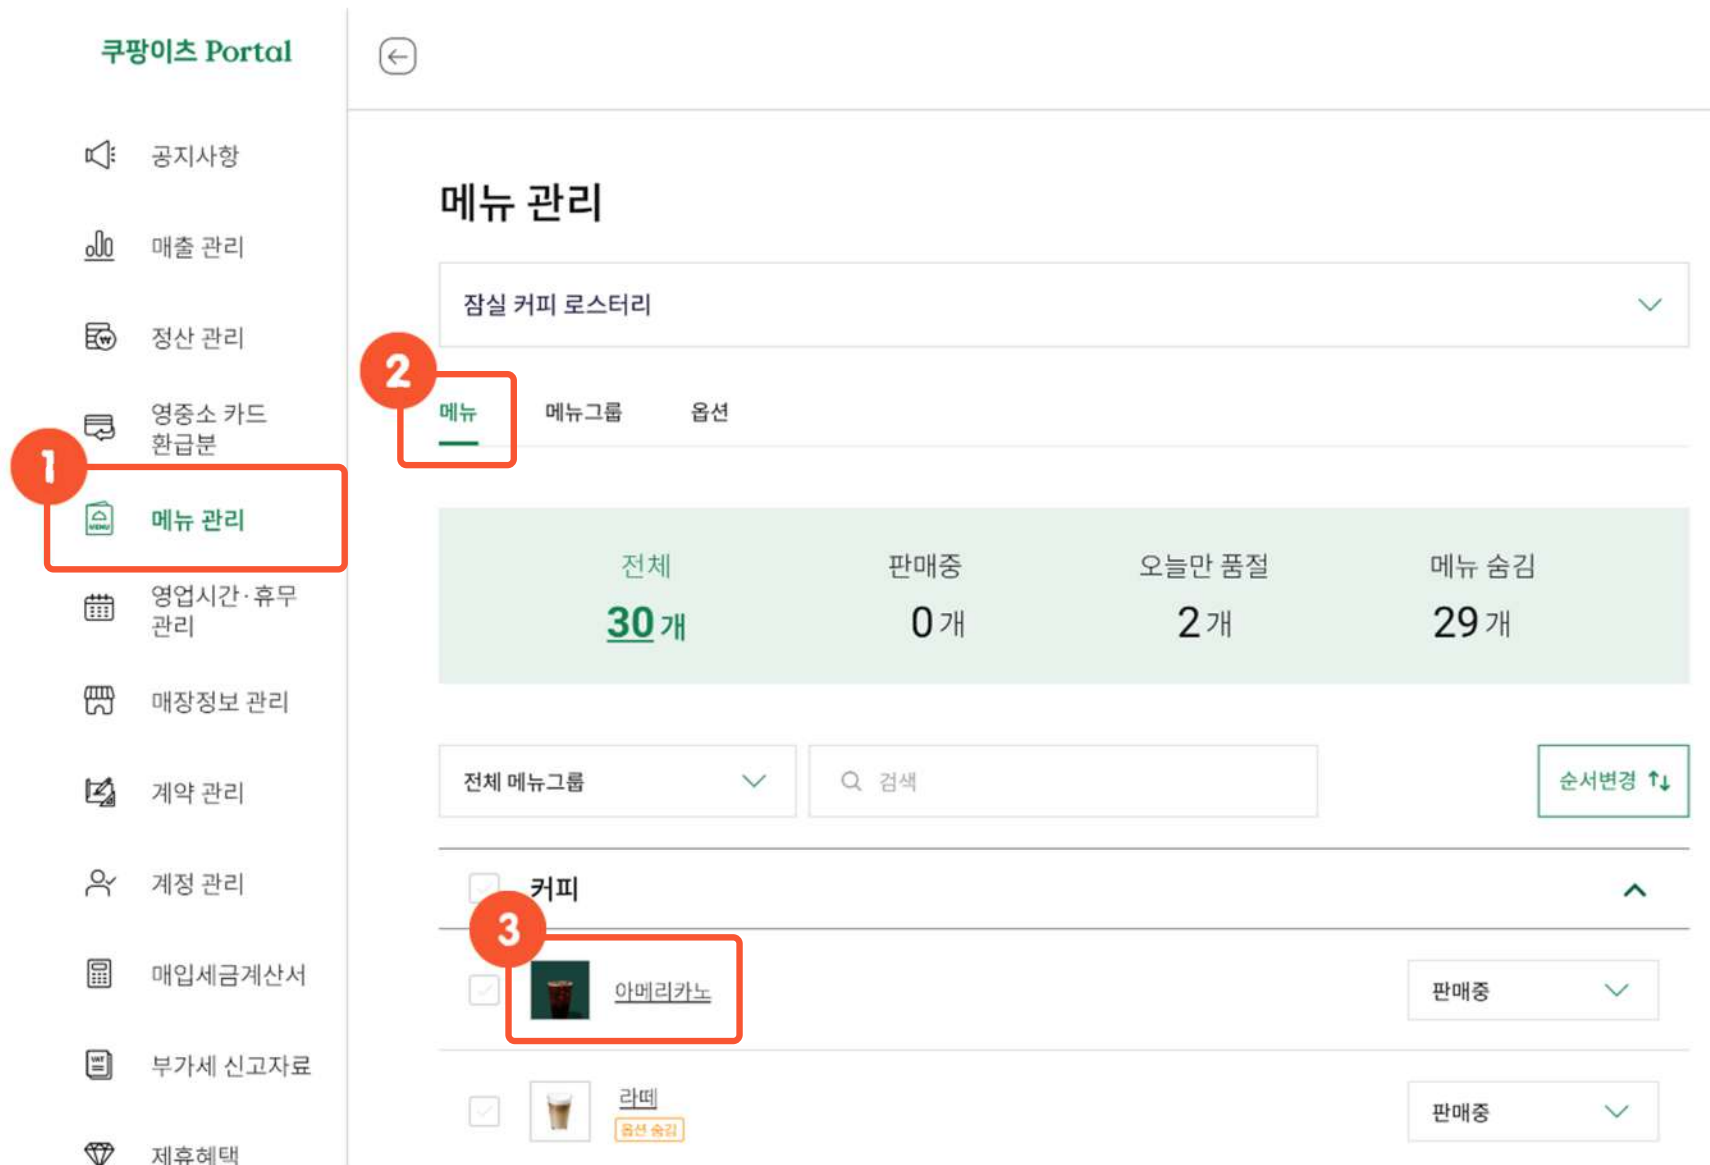 쿠팡이츠 Portal
공지사항
매출 관리
정산 관리
영중소 카드
환급분
1
MENU
메뉴 관리
영업시간·휴무
관리
매장정보 관리
계약 관리
계정 관리
매입세금계산서
VAT
부가세 신고자료
제휴혜택
메뉴 관리
잠실 커피 로스터리
2
메뉴 메뉴그룹 옵션
전체 판매중 오늘만 품절 메뉴 숨김
30개 0개 2개 29개
전체 메뉴그룹 검색 순서변경
커피
3
아메리카노 판매중
라떼
옵션 숨김
판매중